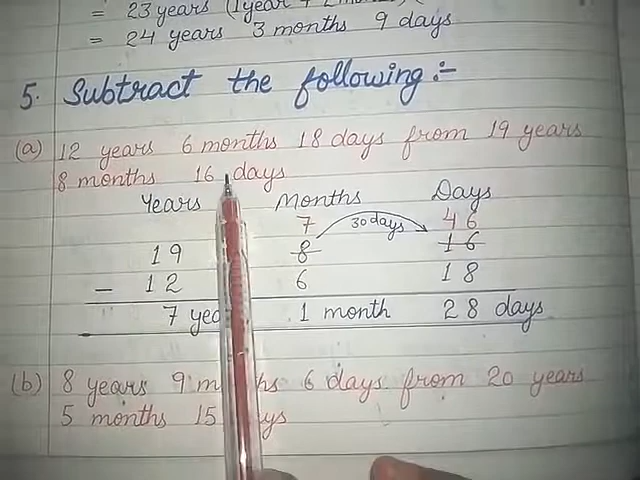 = 23 years (1 year +
= 24 years 3 months 9 days
5. Subtract the following :-
(a) 12 years 6 months 18 days from 19 years
8 months 16 days
Years Months Days
7 30 days 46
19 8 16
- 12 6 18
7 1 month 28 days
(b) 8 years 9 6 days from 20 years
5 months 15